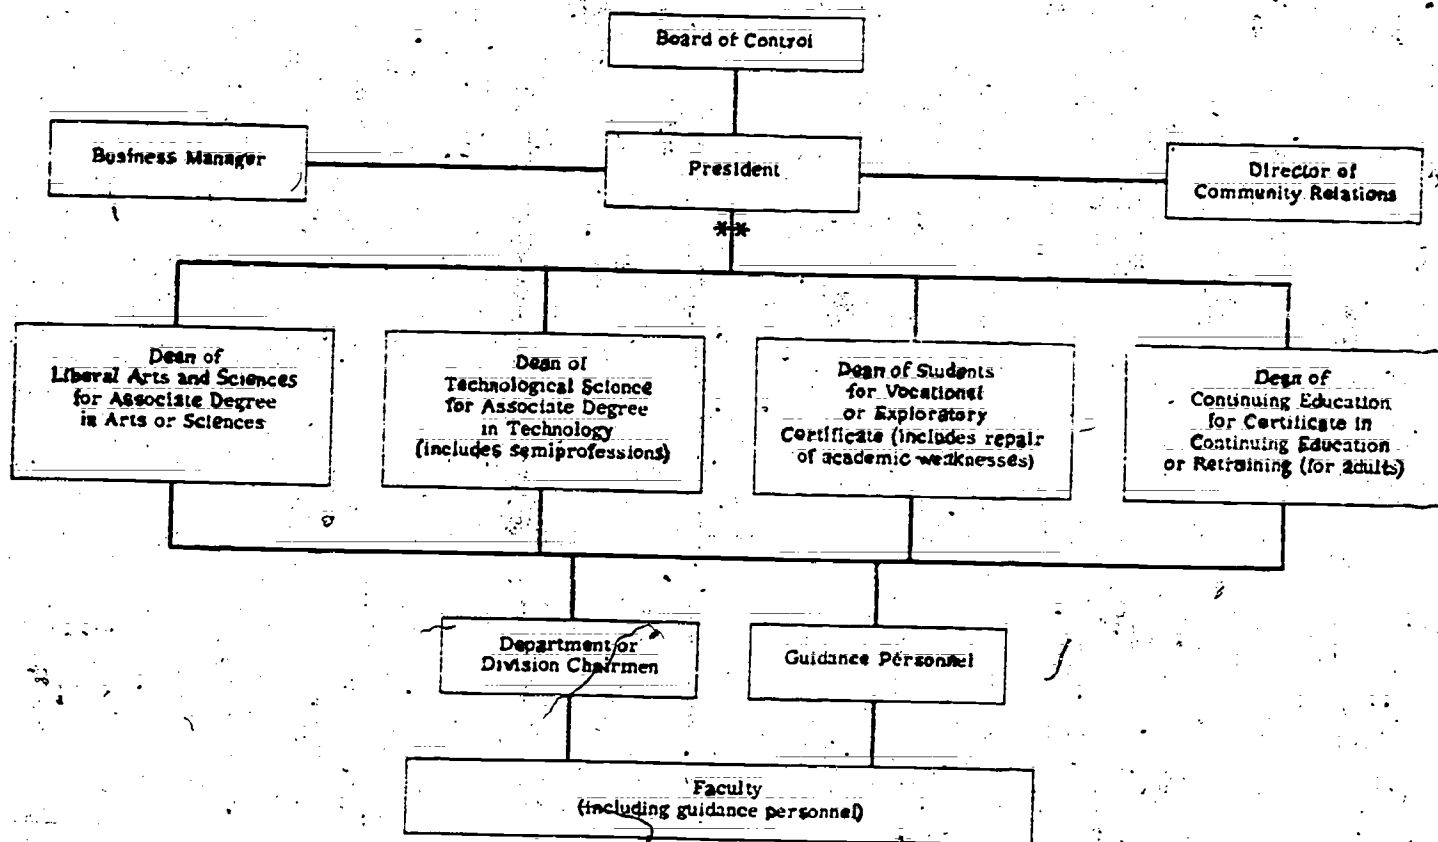 Board of Control
Business Manager
President
Director of
Community Relations
**
Dean of
Liberal Arts and Sciences
for Associate Degree
in Arts or Sciences
Dean of
Technological Science
for Associate Degree
in Technology
(includes semiprofessions)
Dean of Students
for Vocational
or Exploratory
Certificate (includes repair
of academic weaknesses)
Dean of
Continuing Education
for Certificate in
Continuing Education
or Retraining (for adults)
Department or
Division Chairmen
Guidance Personnel
Faculty
(including guidance personnel)